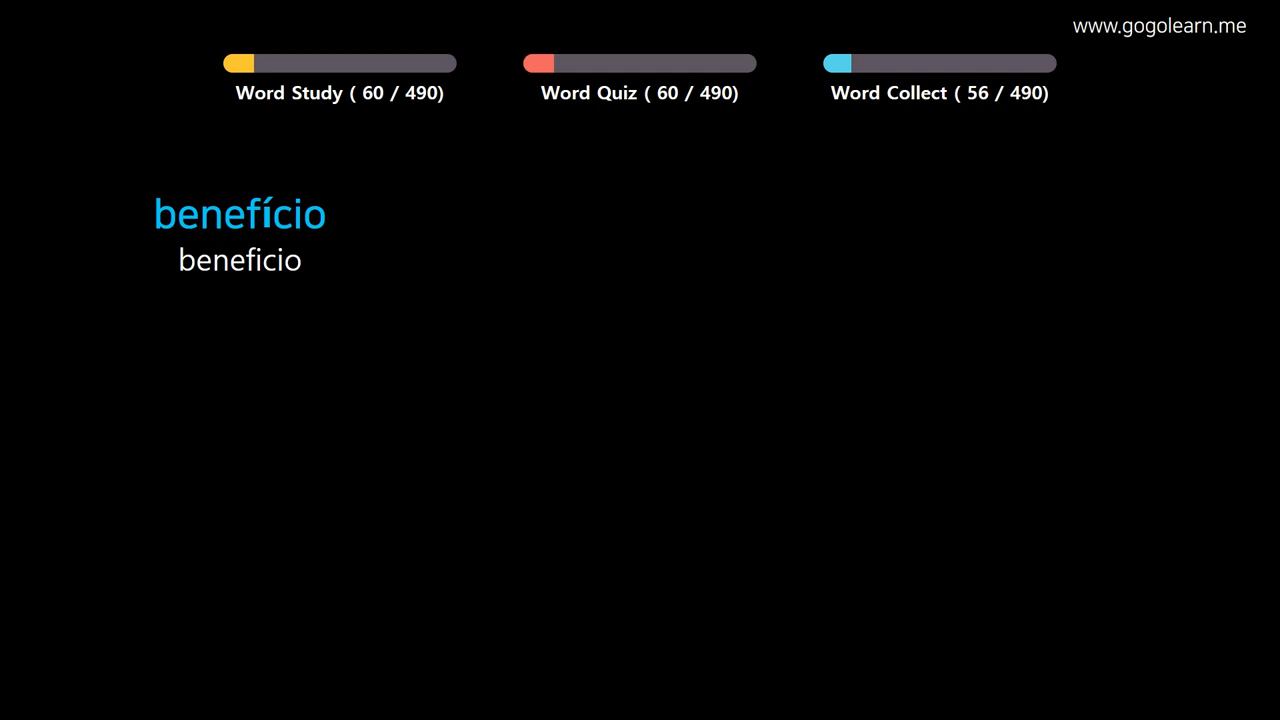 www.gogolearn.me
Word Study ( 60 / 490)
Word Quiz ( 60 / 490)
Word Collect ( 56 / 490)
benefício
beneficio